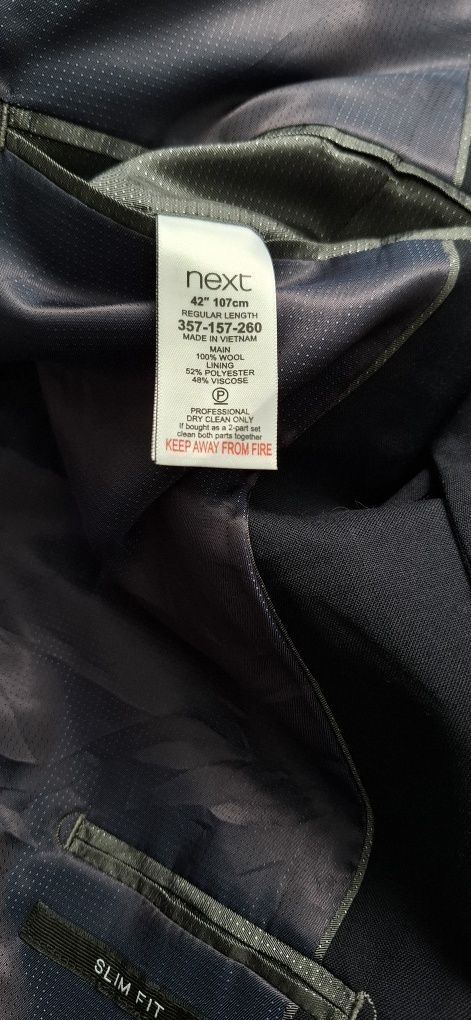 next
42" 107cm
REGULAR LENGTH
357-157-260
MADE IN VIETNAM
MAIN
100% WOOL
LINING
52% POLYESTER
48% VISCOSE
P
PROFESSIONAL
DRY CLEAN ONLY
If bought as a 2-part set
clean both parts together
KEEP AWAY FROM FIRE
SLIM FIT